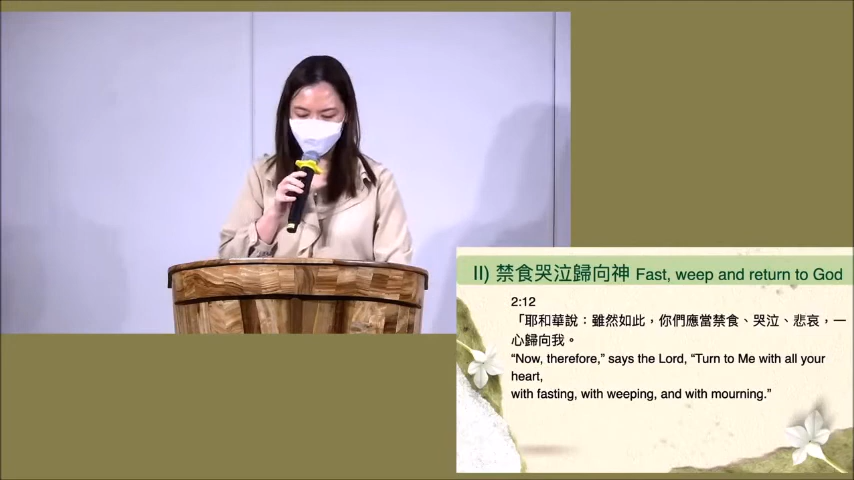 II) 禁食哭泣歸向神 Fast, weep and return to God
2:12
「耶和華說：雖然如此，你們應當禁食、哭泣、悲哀，一
心歸向我。
“Now, therefore,” says the Lord, “Turn to Me with all your
heart,
with fasting, with weeping, and with mourning.”